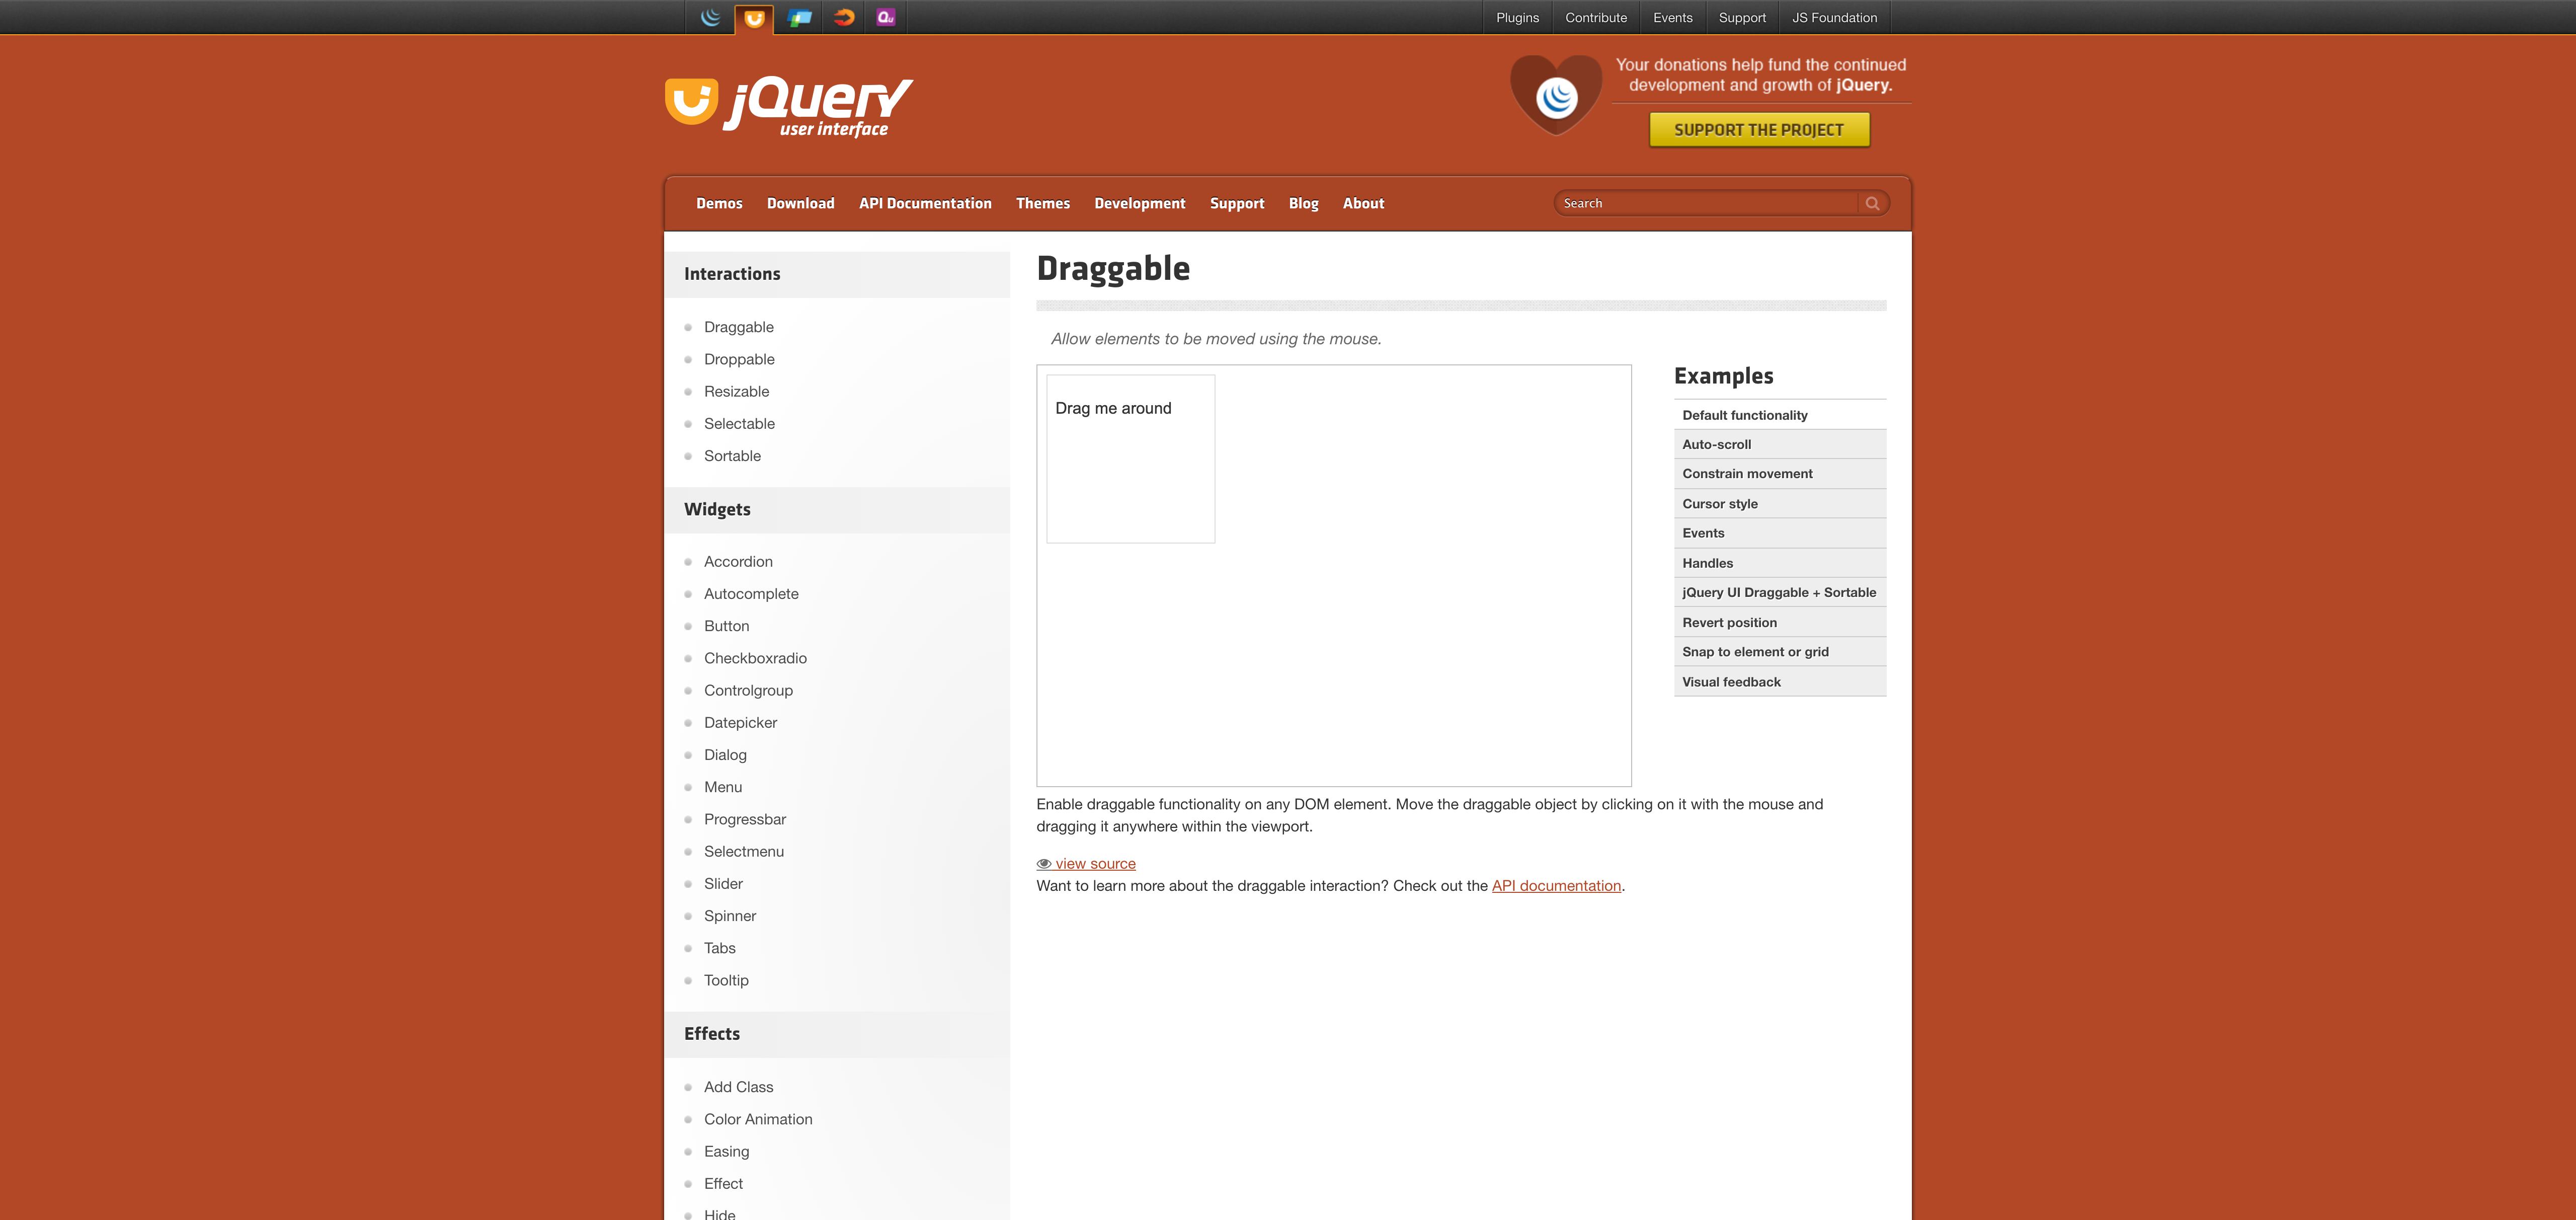 Qu
Plugins
Contribute
Events
Support
JS Foundation
jQuery
user interface
Your donations help fund the continued
development and growth of jQuery.
SUPPORT THE PROJECT
Demos
Download
API Documentation
Themes
Development
Support
Blog
About
Search
Interactions
Draggable
Droppable
Resizable
Selectable
Sortable
Widgets
Accordion
Autocomplete
Button
Checkboxradio
Controlgroup
Datepicker
Dialog
Menu
Progressbar
Selectmenu
Slider
Spinner
Tabs
Tooltip
Effects
Add Class
Color Animation
Easing
Effect
Hide
Draggable
Allow elements to be moved using the mouse.
Drag me around
Examples
Default functionality
Auto-scroll
Constrain movement
Cursor style
Events
Handles
jQuery UI Draggable + Sortable
Revert position
Snap to element or grid
Visual feedback
Enable draggable functionality on any DOM element. Move the draggable object by clicking on it with the mouse and
dragging it anywhere within the viewport.
view source
Want to learn more about the draggable interaction? Check out the API documentation.